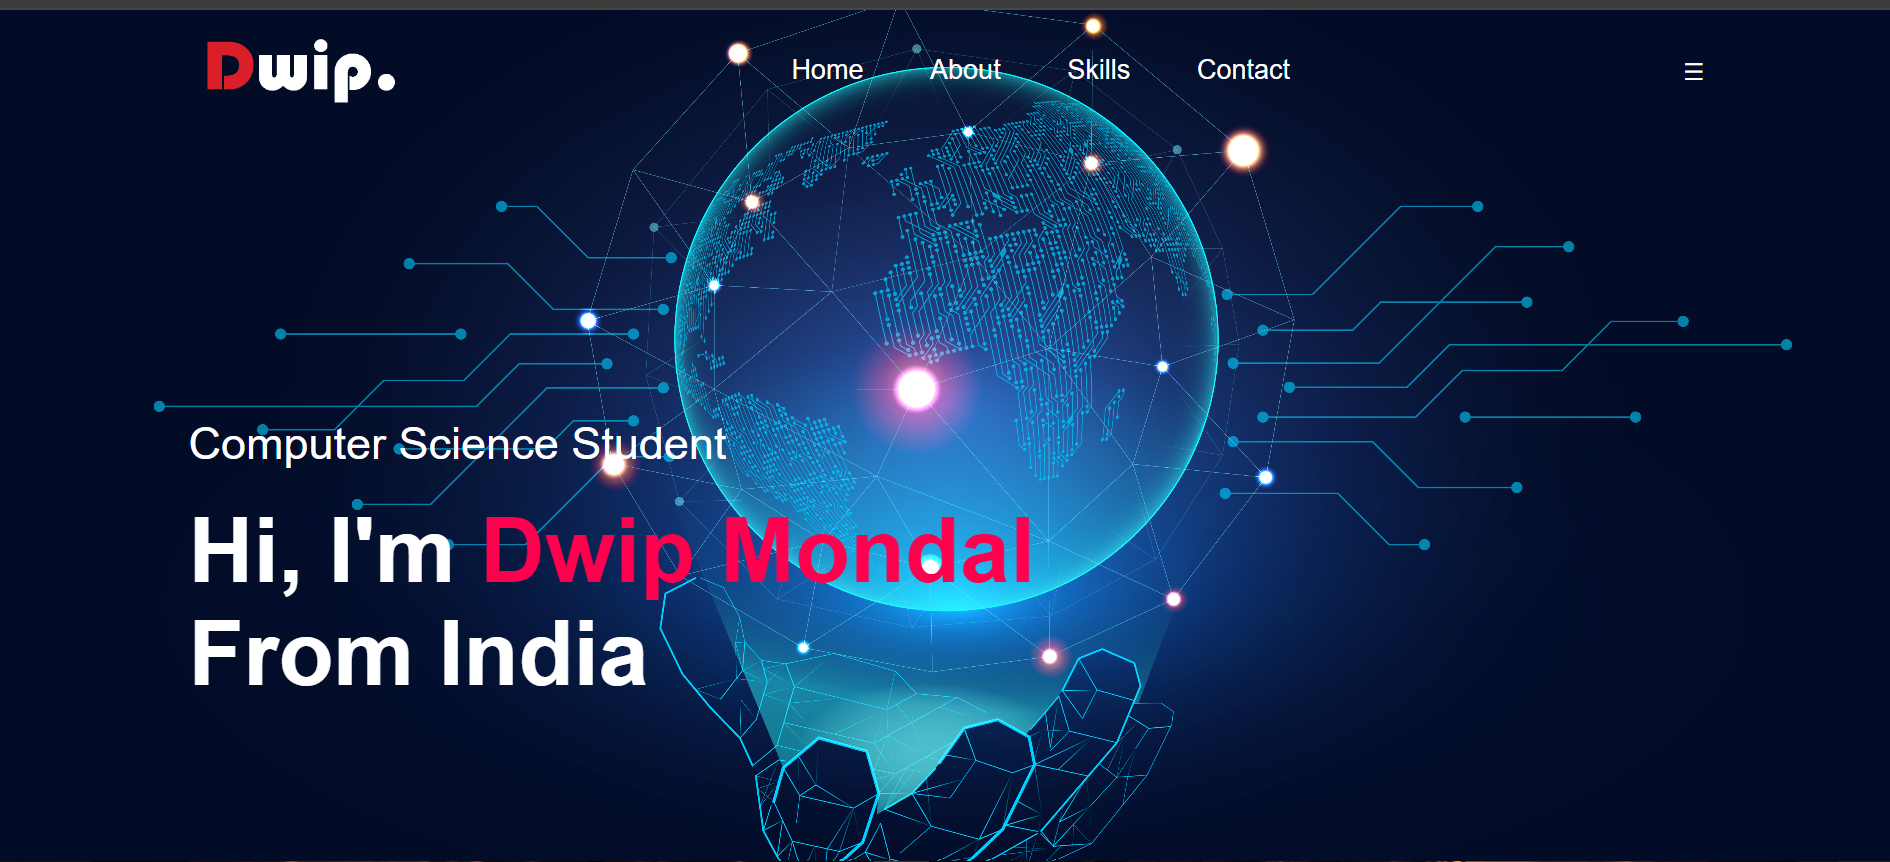 Dwip.
Home About Skills Contact
Computer Science Student
Hi, I'm Dwip Mondal
From India